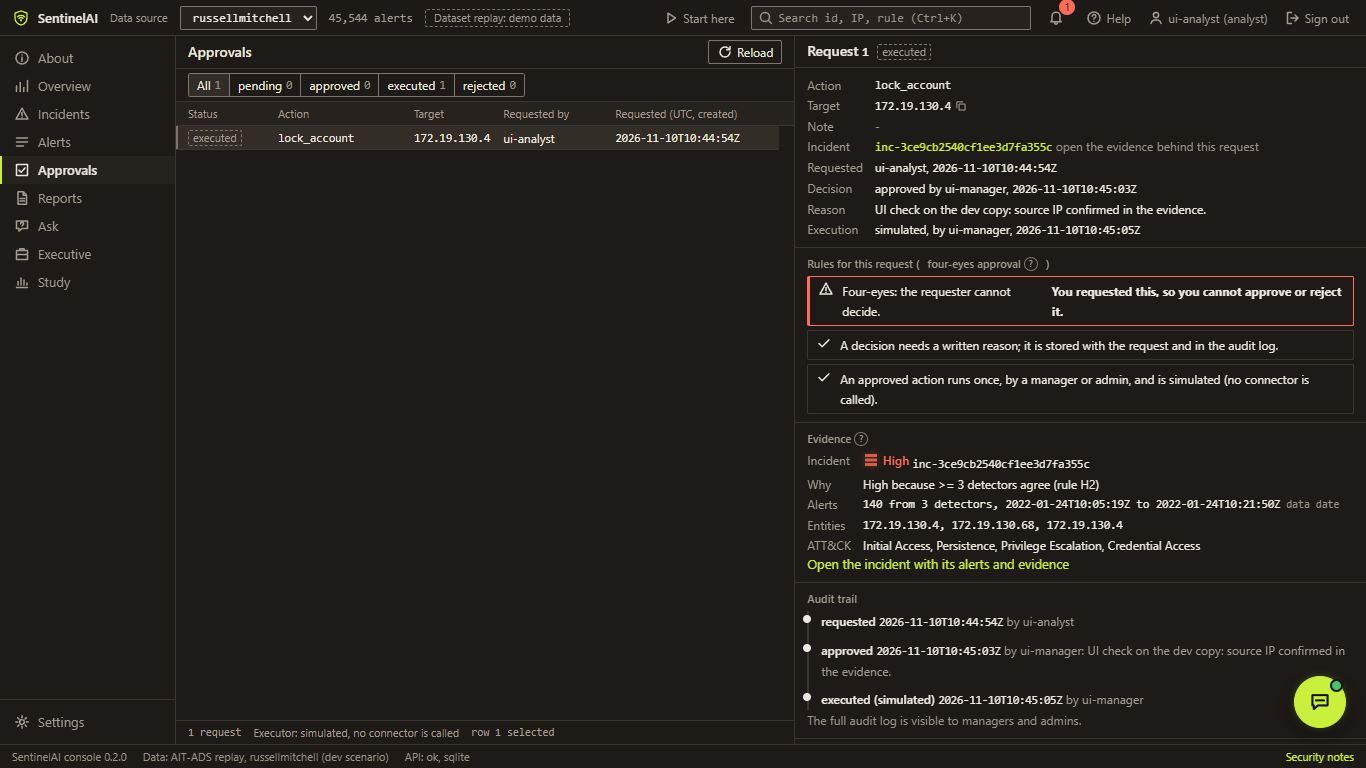 SentinelAI Data source russellmitchell 45,544 alerts Dataset replay: demo data Start here Search id, IP, rule (Ctrl+K) 1 Help ui-analyst (analyst) Sign out
About
Overview
Incidents
Alerts
Approvals
Reports
Ask
Executive
Study
Settings
Approvals Reload
All 1 pending 0 approved 0 executed 1 rejected 0
Status Action Target Requested by Requested (UTC, created)
executed lock_account 172.19.130.4 ui-analyst 2026-11-10T10:44:54Z
1 request Executor: simulated, no connector is called row 1 selected
Request 1 executed
Action lock_account
Target 172.19.130.4
Note -
Incident inc-3ce9cb2540cf1ee3d7fa355c open the evidence behind this request
Requested ui-analyst, 2026-11-10T10:44:54Z
Decision approved by ui-manager, 2026-11-10T10:45:03Z
Reason UI check on the dev copy: source IP confirmed in the evidence.
Execution simulated, by ui-manager, 2026-11-10T10:45:05Z
Rules for this request ( four-eyes approval ? )
Four-eyes: the requester cannot decide. You requested this, so you cannot approve or reject it.
A decision needs a written reason; it is stored with the request and in the audit log.
An approved action runs once, by a manager or admin, and is simulated (no connector is
called).
Evidence ?
Incident High inc-3ce9cb2540cf1ee3d7fa355c
Why High because >= 3 detectors agree (rule H2)
Alerts 140 from 3 detectors, 2022-01-24T10:05:19Z to 2022-01-24T10:21:50Z data date
Entities 172.19.130.4, 172.19.130.68, 172.19.130.4
ATT&CK Initial Access, Persistence, Privilege Escalation, Credential Access
Open the incident with its alerts and evidence
Audit trail
requested 2026-11-10T10:44:54Z by ui-analyst
approved 2026-11-10T10:45:03Z by ui-manager: UI check on the dev copy: source IP confirmed in
the evidence.
executed (simulated) 2026-11-10T10:45:05Z by ui-manager
The full audit log is visible to managers and admins.
SentinelAI console 0.2.0 Data: AIT-ADS replay, russellmitchell (dev scenario) API: ok, sqlite Security notes